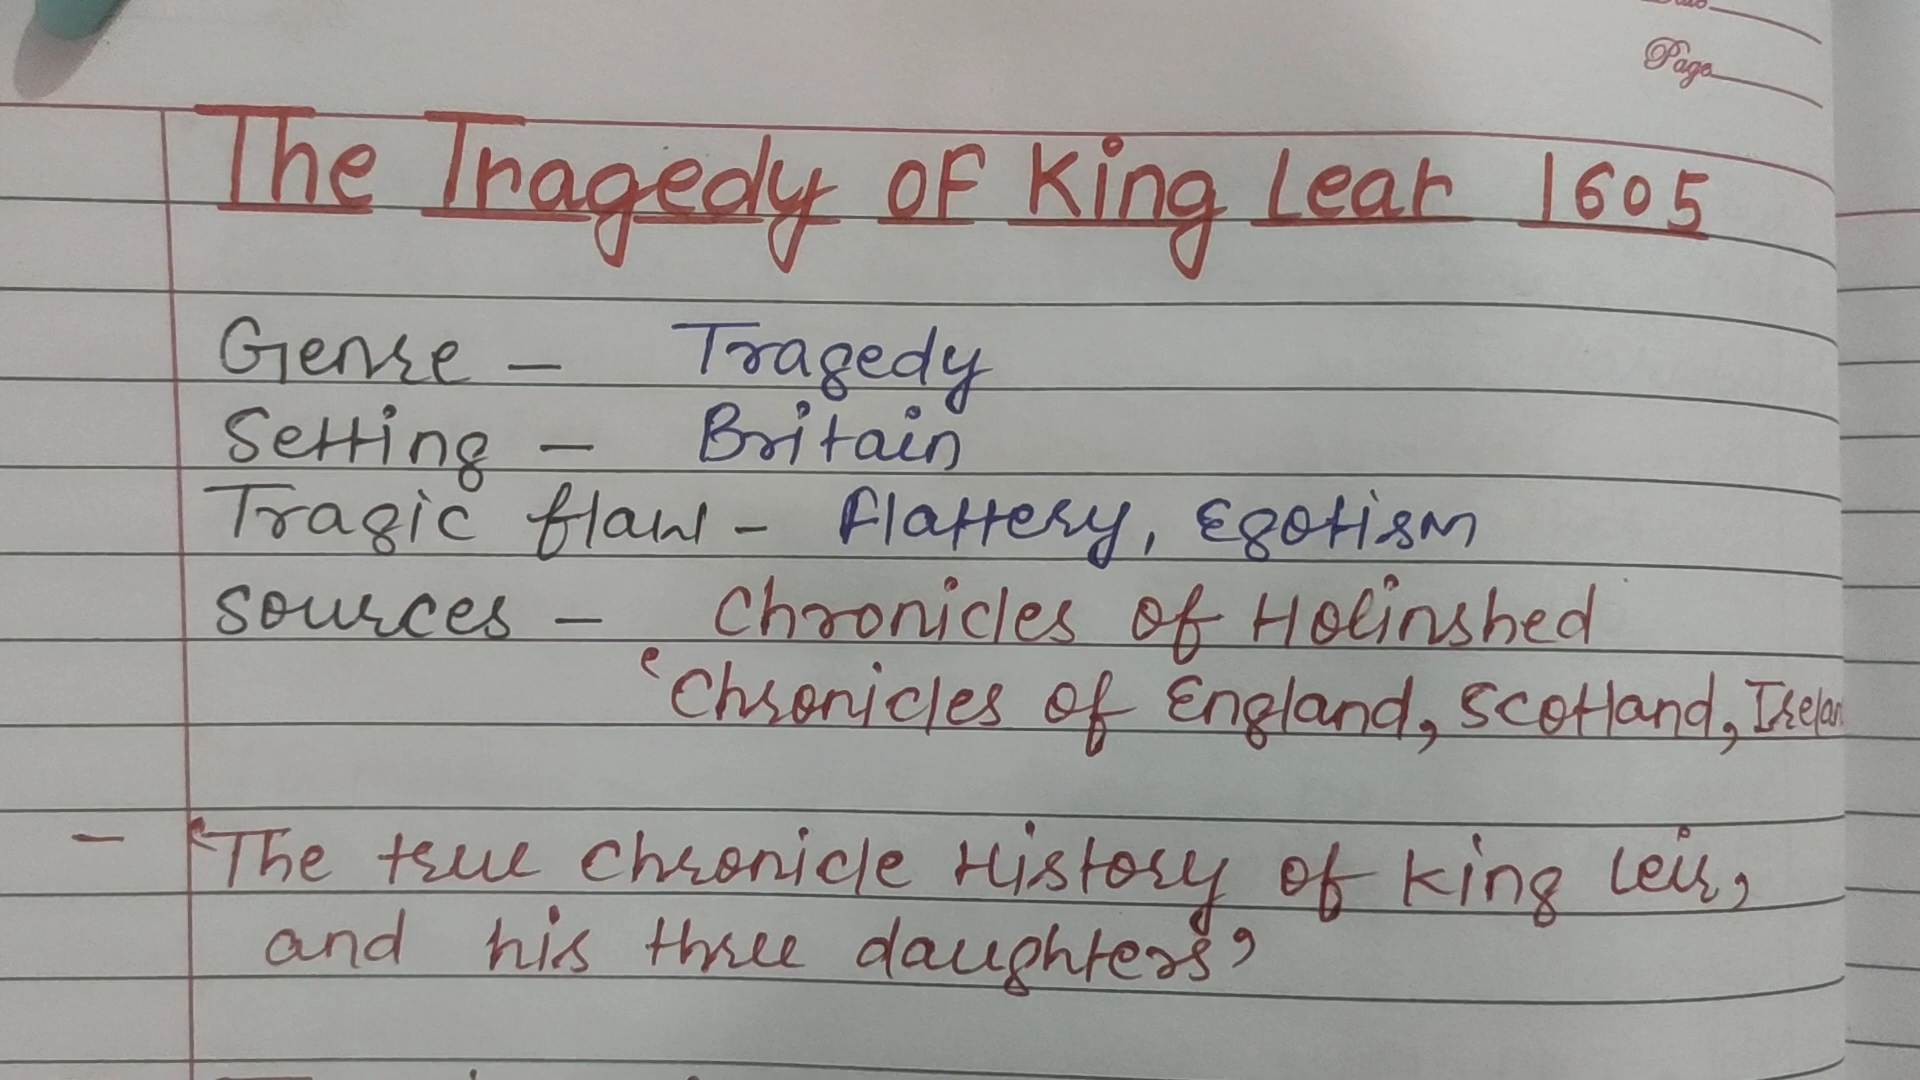 Page
The Tragedy of King Lear 1605
Genre - Tragedy
Setting - Britain
Tragic flaw - Flattery, Egotism
Sources - Chronicles of Holinshed
'Chronicles of England, Scotland,
- 'The true Chronicle History of King Leir,
and his three daughters'